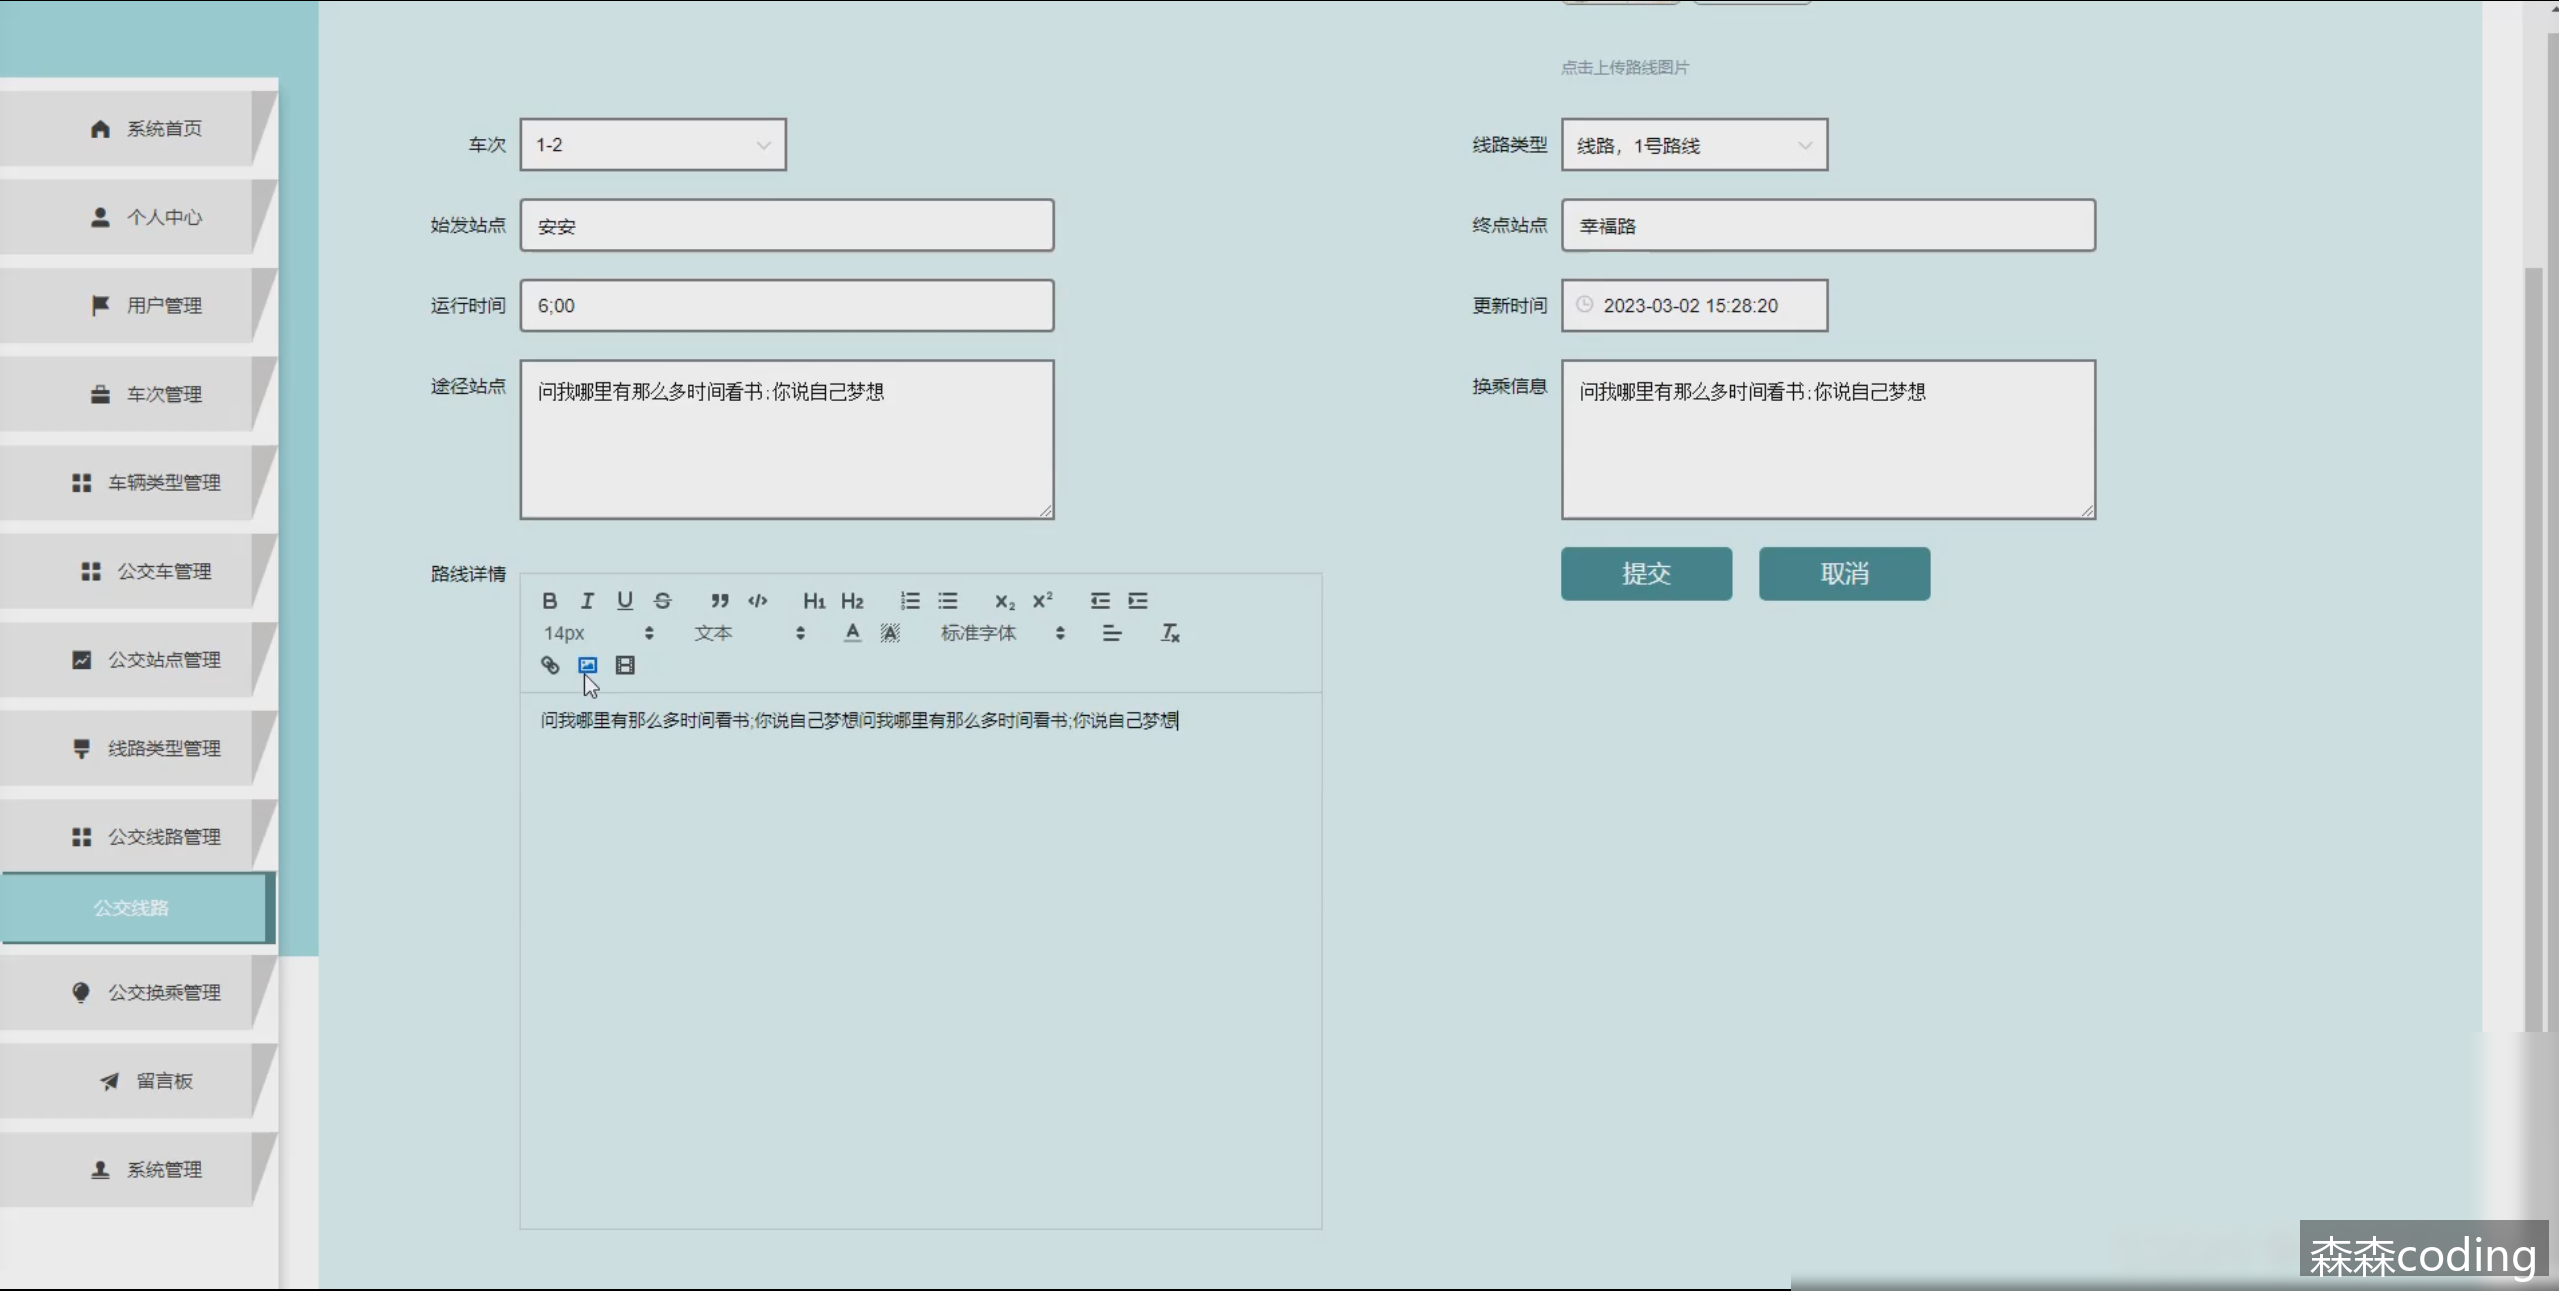 点击上传路线图片
系统首页
个人中心
用户管理
车次管理
车辆类型管理
公交车管理
公交站点管理
线路类型管理
公交线路管理
公交线路
公交换乘管理
留言板
系统管理
车次 1-2
线路类型 线路，1号路线
始发站点 安安
终点站点 幸福路
运行时间 6;00
更新时间 2023-03-02 15:28:20
途径站点 问我哪里有那么多时间看书;你说自己梦想
换乘信息 问我哪里有那么多时间看书;你说自己梦想
提交 取消
路线详情
B I U S H1 H2 X2 X2
14px 文本 A A 标准字体 Tx
问我哪里有那么多时间看书;你说自己梦想问我哪里有那么多时间看书;你说自己梦想
森森coding